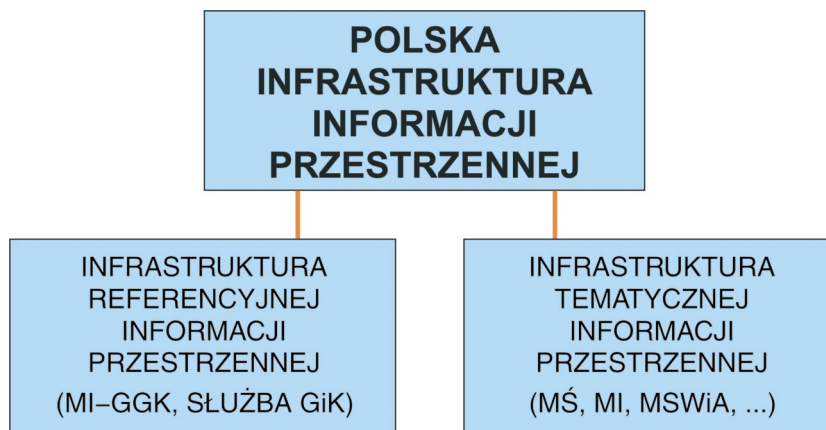 POLSKA
INFRASTRUKTURA
INFORMACJI
PRZESTRZENNEJ
INFRASTRUKTURA
REFERENCYJNEJ
INFORMACJI
PRZESTRZENNEJ
(MI–GGK, SŁUŻBA GiK)
INFRASTRUKTURA
TEMATYCZNEJ
INFORMACJI
PRZESTRZENNEJ
(MŚ, MI, MSWiA, ...)